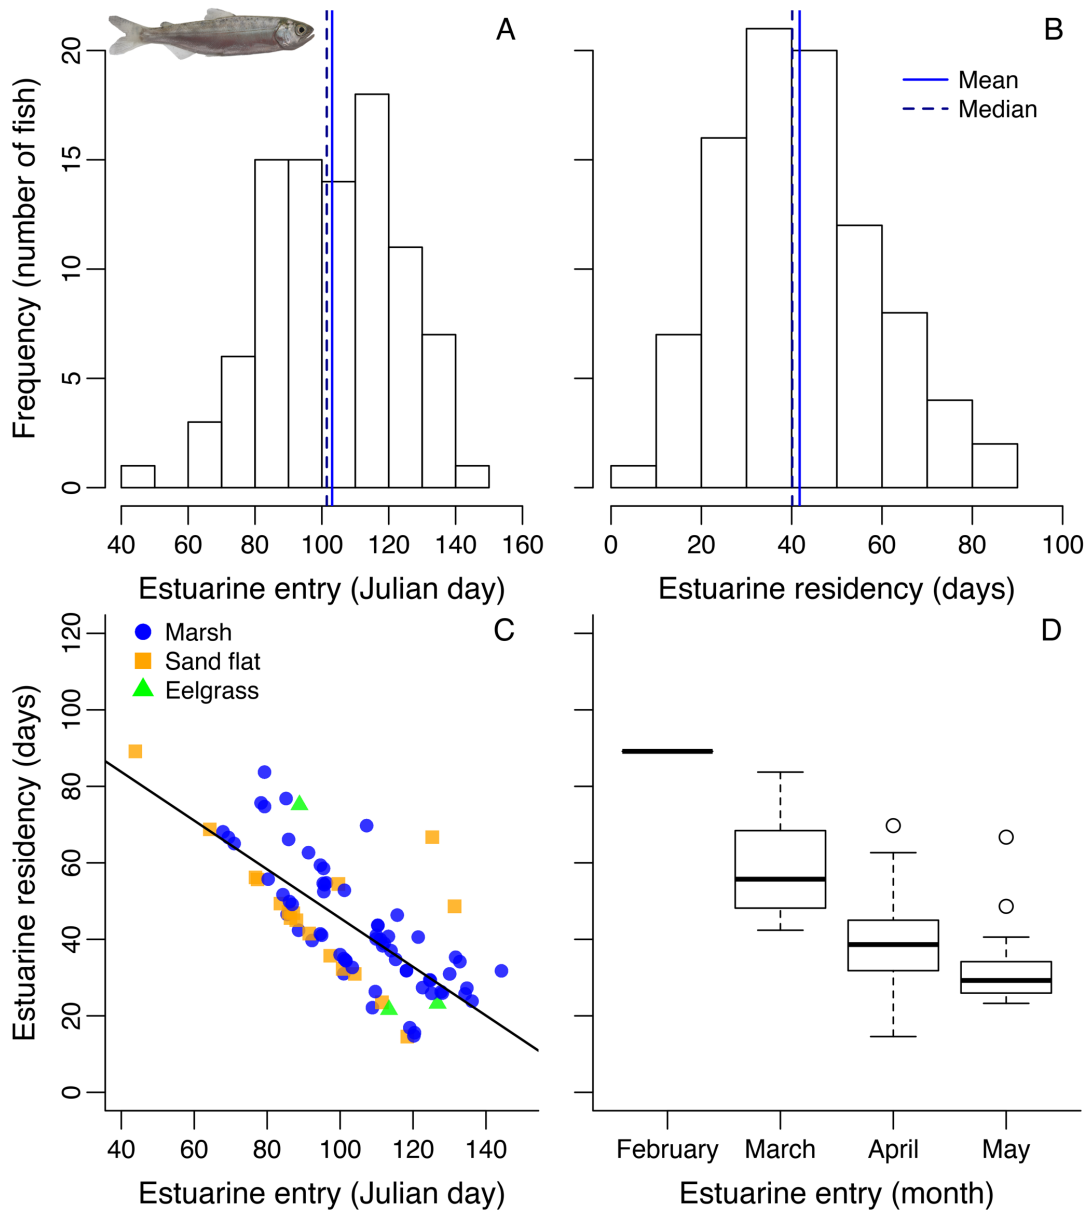 A
Frequency (number of fish)
20
15
10
5
0
40 60 80 100 120 140 160
Estuarine entry (Julian day)
B
Mean
Median
0 20 40 60 80 100
Estuarine residency (days)
C
Marsh
Sand flat
Eelgrass
Estuarine residency (days)
120
100
80
60
40
20
0
40 60 80 100 120 140
Estuarine entry (Julian day)
D
February March April May
Estuarine entry (month)